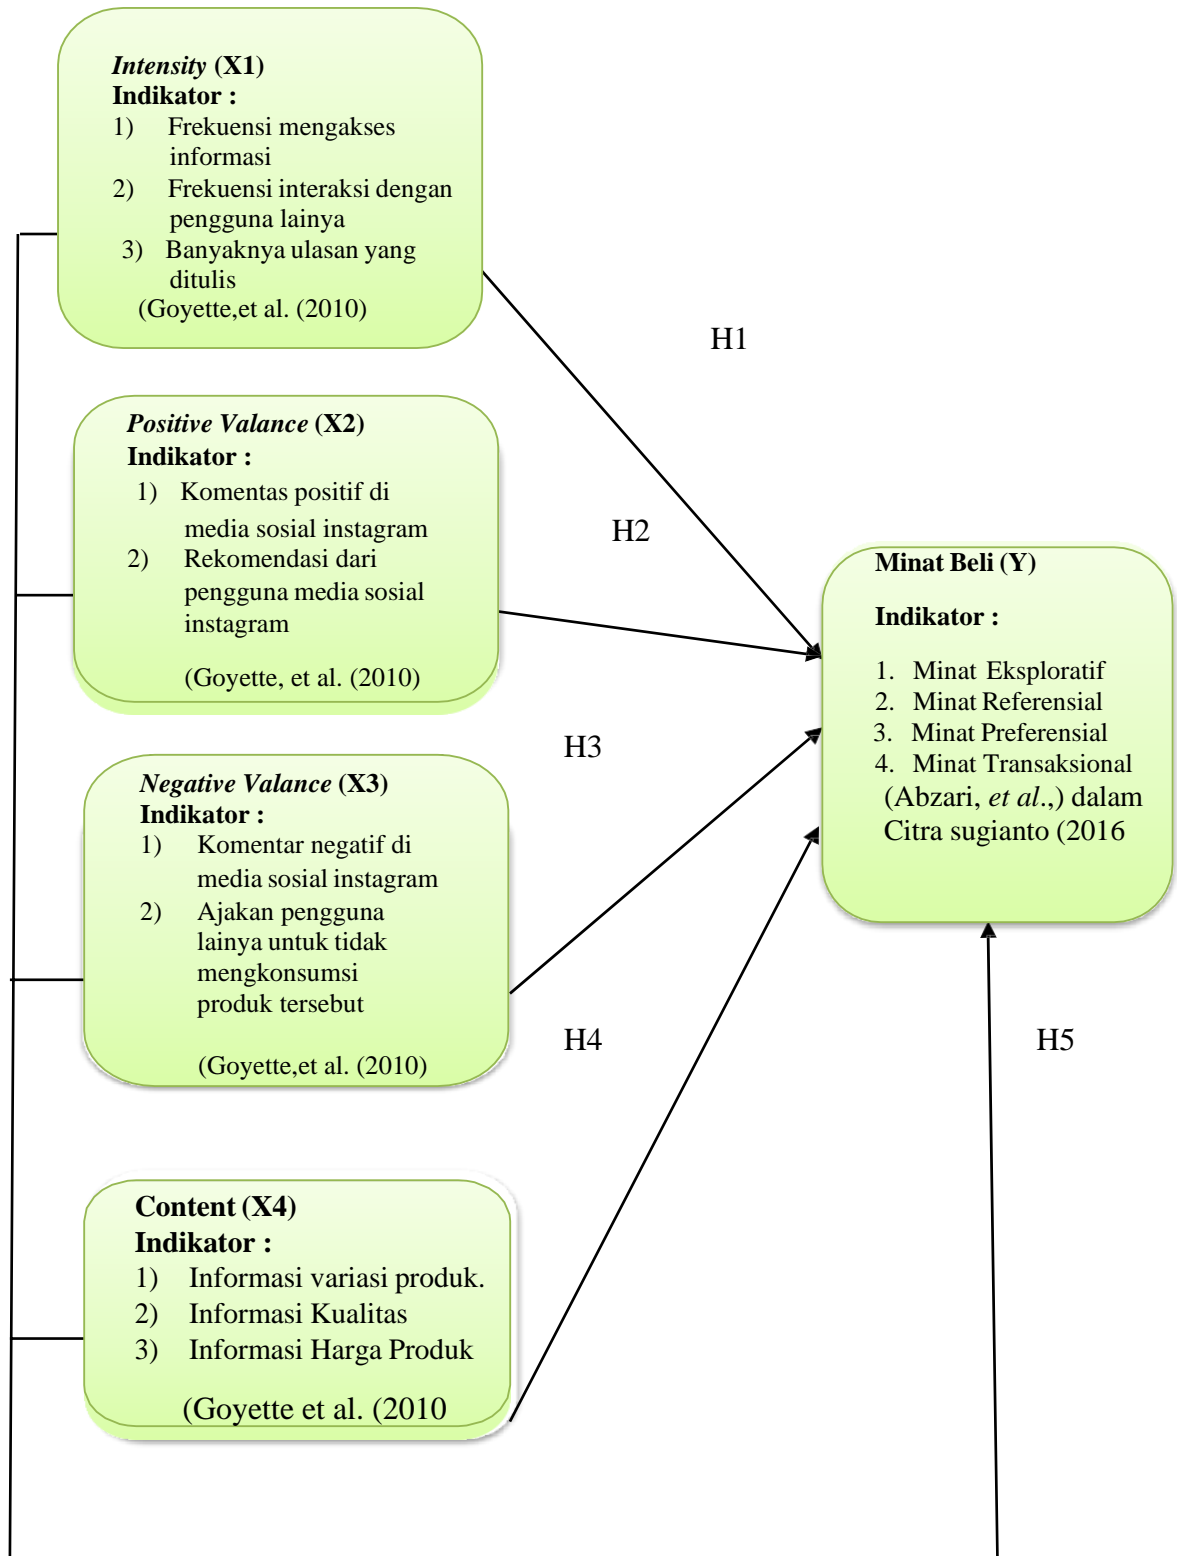 Intensity (X1)
Indikator :
1) Frekuensi mengakses
informasi
2) Frekuensi interaksi dengan
pengguna lainya
3) Banyaknya ulasan yang
ditulis
(Goyette,et al. (2010)
H1
Positive Valance (X2)
Indikator :
1) Komentas positif di
media sosial instagram
2) Rekomendasi dari
pengguna media sosial
instagram
(Goyette, et al. (2010)
H2
Minat Beli (Y)
Indikator :
1. Minat Eksploratif
2. Minat Referensial
3. Minat Preferensial
4. Minat Transaksional
(Abzari, et al.,) dalam
Citra sugianto (2016
H3
Negative Valance (X3)
Indikator :
1) Komentar negatif di
media sosial instagram
2) Ajakan pengguna
lainya untuk tidak
mengkonsumsi
produk tersebut
(Goyette,et al. (2010)
H4
H5
Content (X4)
Indikator :
1) Informasi variasi produk.
2) Informasi Kualitas
3) Informasi Harga Produk
(Goyette et al. (2010